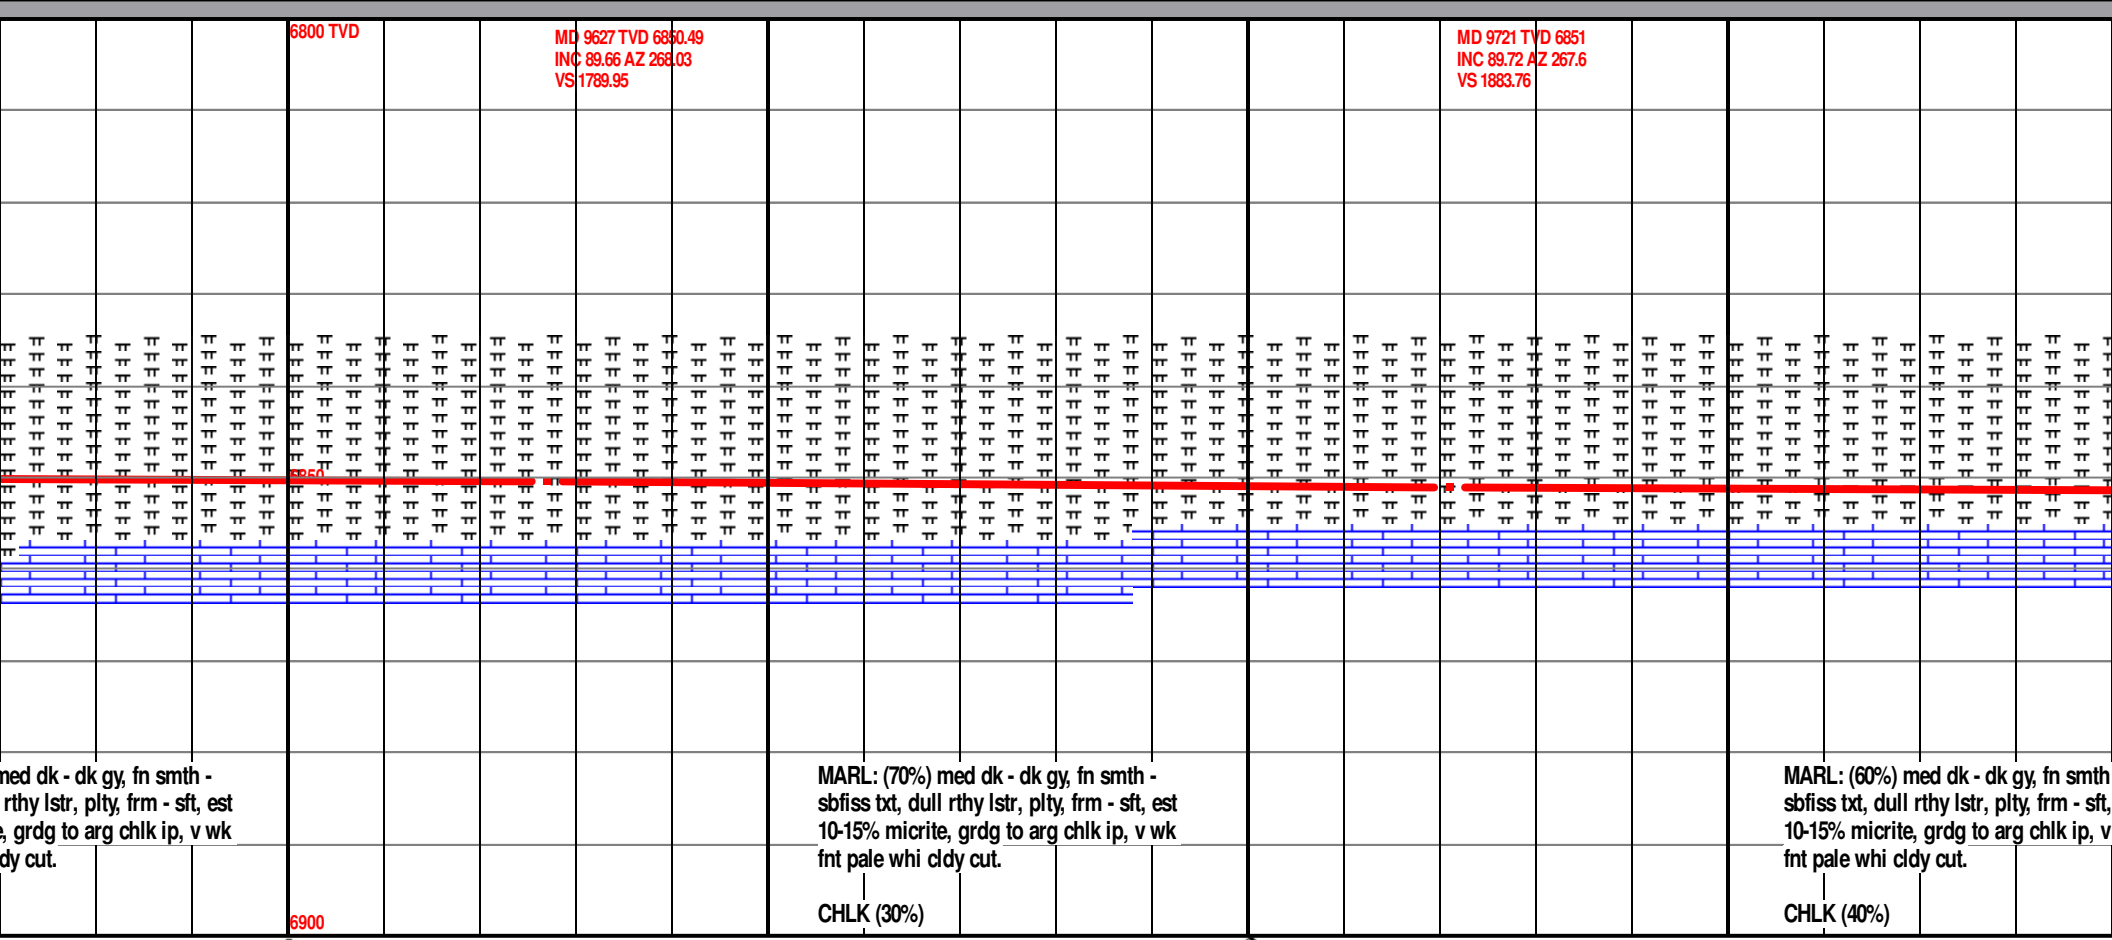 6800 TVD
MD 9627 TVD 6850.49
INC 89.66 AZ 268.03
VS 1789.95
MD 9721 TVD 6851
INC 89.72 AZ 267.6
VS 1883.76
6850
med dk - dk gy, fn smth -
rthy lstr, plty, frm - sft, est
e, grdg to arg chlk ip, v wk
dy cut.
MARL: (70%) med dk - dk gy, fn smth -
sbfiss txt, dull rthy lstr, plty, frm - sft, est
10-15% micrite, grdg to arg chlk ip, v wk
fnt pale whi cldy cut.
CHLK (30%)
MARL: (60%) med dk - dk gy, fn smth
sbfiss txt, dull rthy lstr, plty, frm - sft,
10-15% micrite, grdg to arg chlk ip, v
fnt pale whi cldy cut.
CHLK (40%)
6900